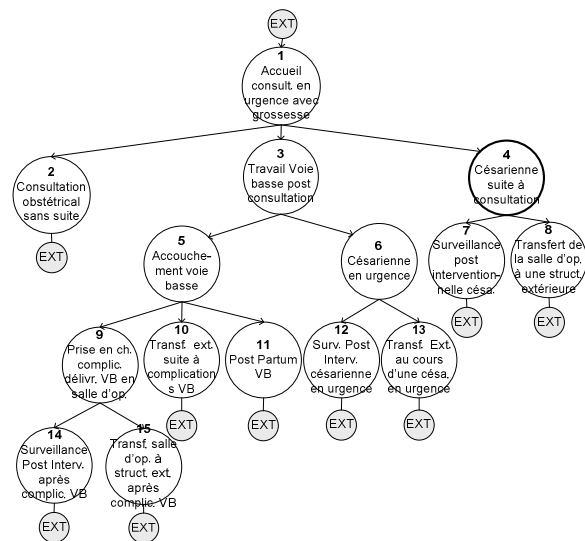 EXT
1
Accueil
consult. en
urgence avec
grossesse
2
Consultation
obstétrical
sans suite
EXT
3
Travail Voie
basse post
consultation
4
Césarienne
suite à
consultation
5
Accouche-
ment voie
basse
6
Césarienne
en urgence
7
Surveillance
post
intervention-
nelle césa.
EXT
8
Transfert de
la salle d'op.
à une struct.
extérieure
EXT
9
Prise en ch.
complic.
délivr. VB en
salle d'op.
10
Transf. ext.
suite à
complication
s VB
EXT
11
Post Partum
VB
EXT
12
Surv. Post
Interv.
césarienne
en urgence
EXT
13
Transf. Ext.
au cours
d'une césa,
en urgence
EXT
14
Surveillance
Post Interv.
après
complic. VB
EXT
15
Transf, salle
d'op. à
struct, ext,
après
complic. VB
EXT